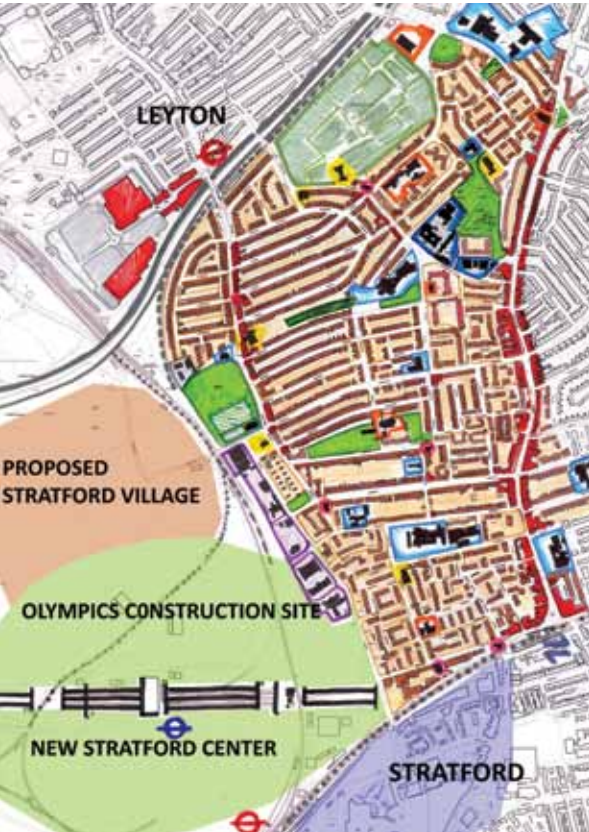 LEYTON
PROPOSED
STRATFORD VILLAGE
OLYMPICS CONSTRUCTION SITE
NEW STRATFORD CENTER
STRATFORD